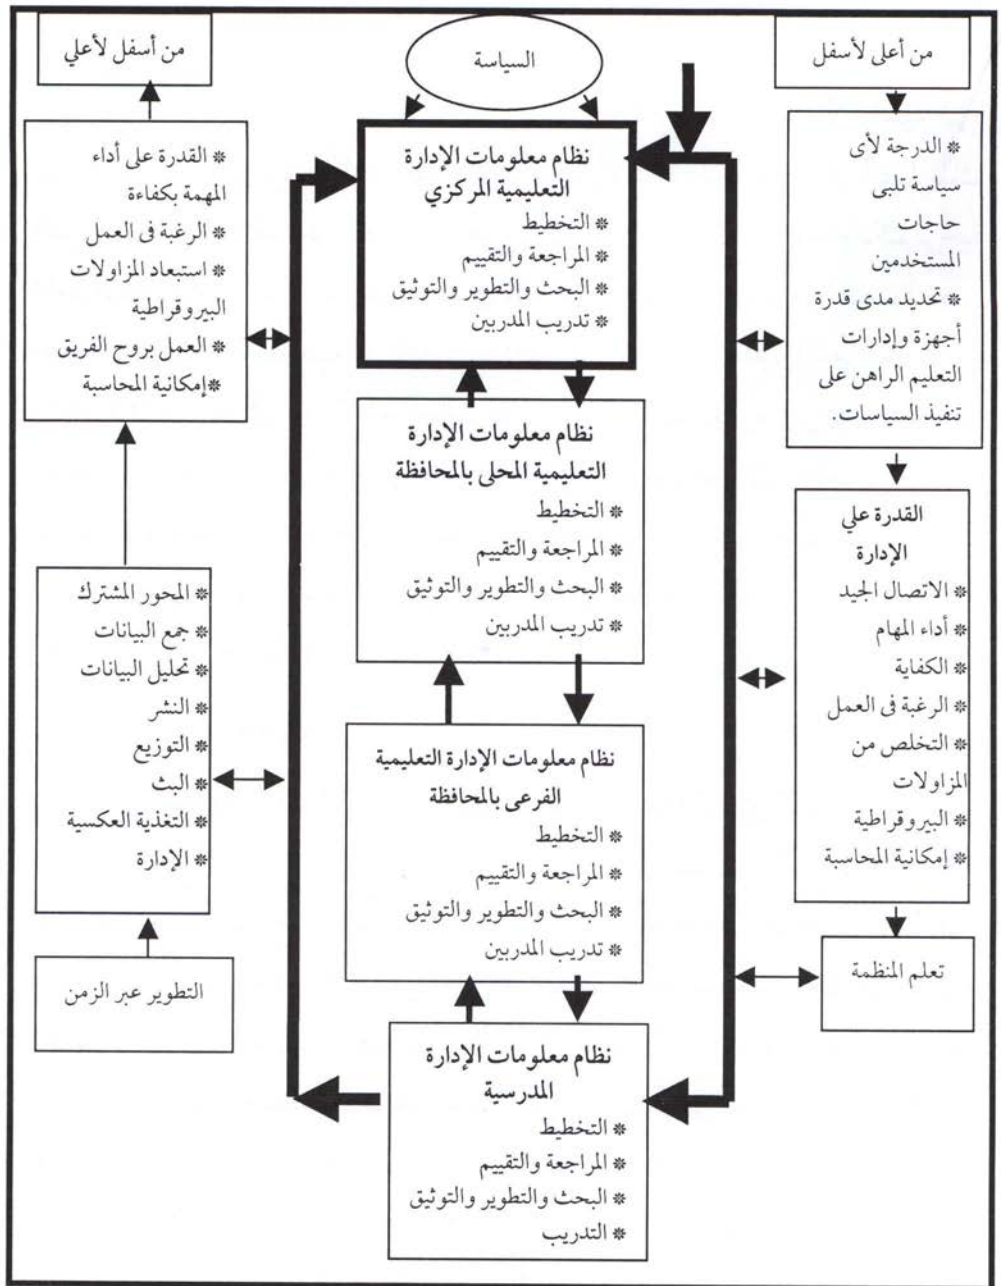 من أعلى لأسفل
السياسة
من أسفل لأعلي
* الدرجة لأى
سياسة تلبى
حاجات
المستخدمين
* تحديد مدى قدرة
أجهزة وإدارات
التعليم الراهن على
تنفيذ السياسات.
القدرة علي
الإدارة
* الاتصال الجيد
* أداء المهام
* الكفاية
* الرغبة فى العمل
* التخلص من
المزاولات
* البيروقراطية
* إمكانية المحاسبة
تعلم المنظمة
نظام معلومات الإدارة
التعليمية المركزي
* التخطيط
* المراجعة والتقييم
* البحث والتطوير والتوثيق
* تدريب المدربين
نظام معلومات الإدارة
التعليمية المحلى بالمحافظة
* التخطيط
* المراجعة والتقييم
* البحث والتطوير والتوثيق
* تدريب المدربين
نظام معلومات الإدارة التعليمية
الفرعى بالمحافظة
* التخطيط
* المراجعة والتقييم
* البحث والتطوير والتوثيق
* تدريب المدربين
نظام معلومات الإدارة
المدرسية
* التخطيط
* المراجعة والتقييم
* البحث والتطوير والتوثيق
* التدريب
* القدرة على أداء
المهمة بكفاءة
* الرغبة فى العمل
* استبعاد المزاولات
البيروقراطية
* العمل بروح الفريق
*إمكانية المحاسبة
* المحور المشترك
* جمع البيانات
* تحليل البيانات
* النشر
* التوزيع
* البث
* التغذية العكسية
* الإدارة
التطوير عبر الزمن